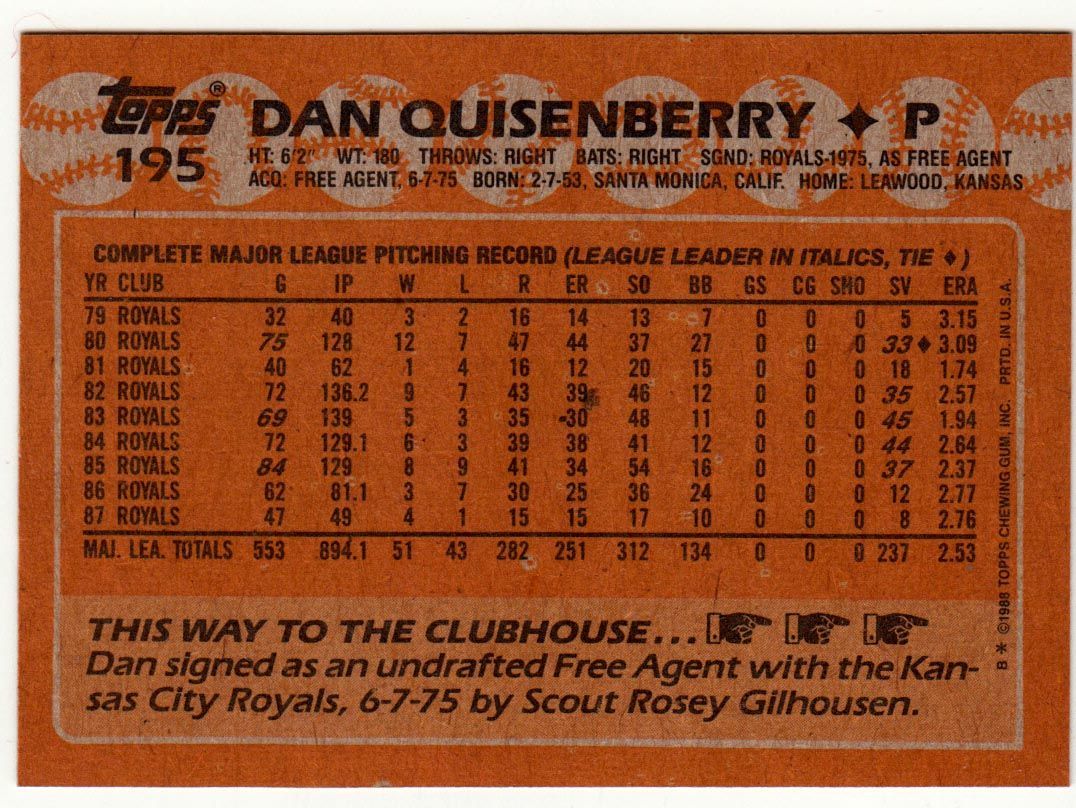 topps® DAN QUISENBERRY ♦ P
195 HT: 6'2" WT: 180 THROWS: RIGHT BATS: RIGHT SGND: ROYALS-1975, AS FREE AGENT
ACQ: FREE AGENT, 6-7-75 BORN: 2-7-53, SANTA MONICA, CALIF. HOME: LEAWOOD, KANSAS
COMPLETE MAJOR LEAGUE PITCHING RECORD (LEAGUE LEADER IN ITALICS, TIE ♦)
YR CLUB G IP W L R ER SO BB GS CG SHO SV ERA
79 ROYALS 32 40 3 2 16 14 13 7 0 0 0 5 3.15
80 ROYALS 75 128 12 7 47 44 37 27 0 0 0 33♦ 3.09
81 ROYALS 40 62 1 4 16 12 20 15 0 0 0 18 1.74
82 ROYALS 72 136.2 9 7 43 39 46 12 0 0 0 35 2.57
83 ROYALS 69 139 5 3 35 30 48 11 0 0 0 45 1.94
84 ROYALS 72 129.1 6 3 39 38 41 12 0 0 0 44 2.64
85 ROYALS 84 129 8 9 41 34 54 16 0 0 0 37 2.37
86 ROYALS 62 81.1 3 7 30 25 36 24 0 0 0 12 2.77
87 ROYALS 47 49 4 1 15 15 17 10 0 0 0 8 2.76
MAJ. LEA. TOTALS 553 894.1 51 43 282 251 312 134 0 0 0 237 2.53
THIS WAY TO THE CLUBHOUSE...
Dan signed as an undrafted Free Agent with the Kan-
sas City Royals, 6-7-75 by Scout Rosey Gilhousen.
B* ©1988 TOPPS CHEWING GUM, INC. PRTD. IN U.S.A.